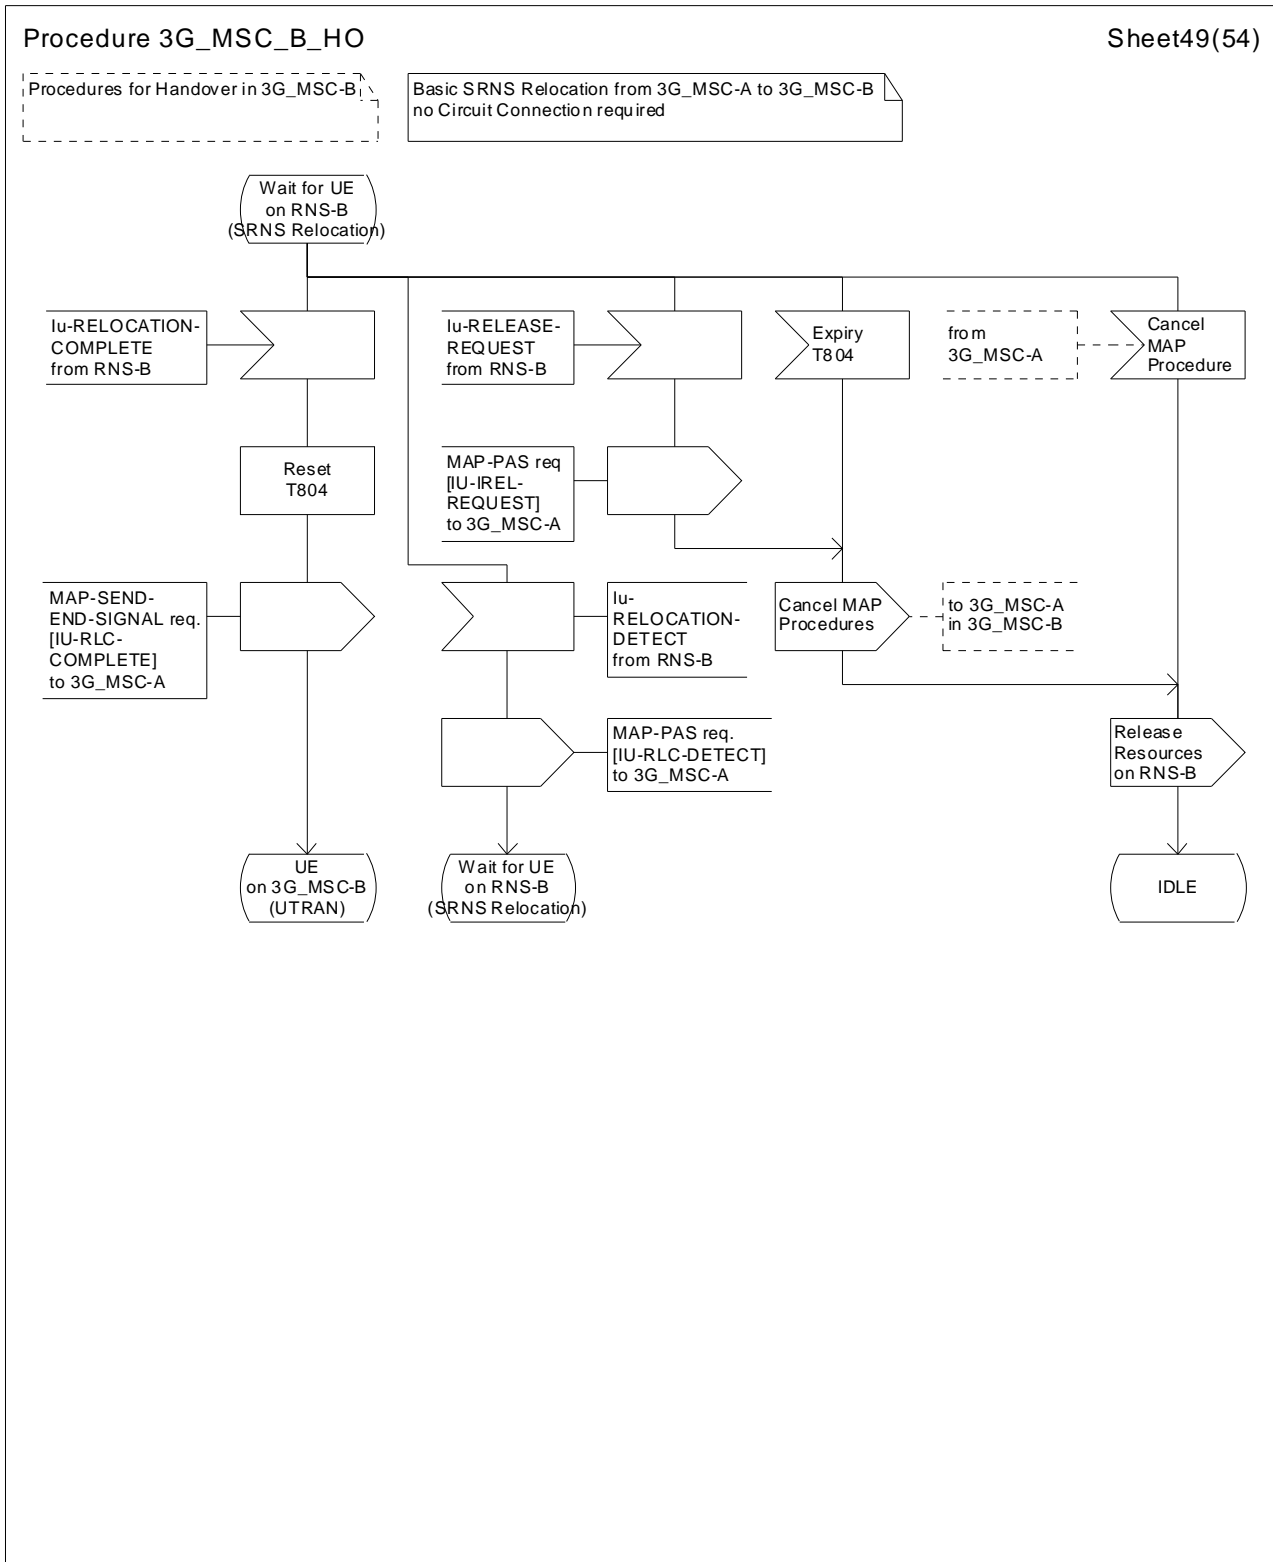 Procedure 3G_MSC_B_HO
Sheet49(54)
Procedures for Handover in 3G_MSC-B
Basic SRNS Relocation from 3G_MSC-A to 3G_MSC-B
no Circuit Connection required
Wait for UE
on RNS-B
(SRNS Relocation)
Iu-RELOCATION-
COMPLETE
from RNS-B
Iu-RELEASE-
REQUEST
from RNS-B
Expiry
T804
from
3G_MSC-A
Cancel
MAP
Procedure
Reset
T804
MAP-PAS req
[IU-IREL-
REQUEST]
to 3G_MSC-A
MAP-SEND-
END-SIGNAL req.
[IU-RLC-
COMPLETE]
to 3G_MSC-A
Iu-
RELOCATION-
DETECT
from RNS-B
Cancel MAP
Procedures
to 3G_MSC-A
in 3G_MSC-B
MAP-PAS req.
[IU-RLC-DETECT]
to 3G_MSC-A
Release
Resources
on RNS-B
UE
on 3G_MSC-B
(UTRAN)
Wait for UE
on RNS-B
(SRNS Relocation)
IDLE